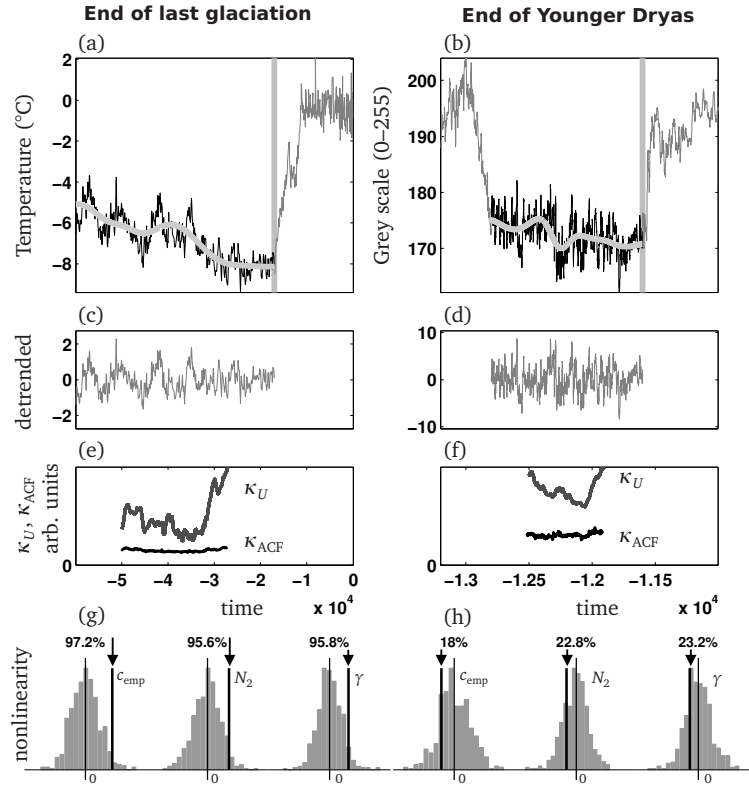 End of last glaciation
End of Younger Dryas
(a)
(b)
Temperature (°C)
2
0
−2
−4
−6
−8
Grey scale (0–255)
200
190
180
170
(c)
(d)
detrended
2
0
−2
10
0
−10
(e)
(f)
κU, κACF
arb. units
0
κU
κACF
−5 −4 −3 −2 −1 0
time
x 10⁴
0
κU
κACF
−1.3 −1.25 −1.2 −1.15
time
x 10⁴
(g)
(h)
nonlinearity
97.2% 95.6% 95.8% 18% 22.8% 23.2%
cemp N2 γ cemp N2 γ
0 0 0 0 0 0